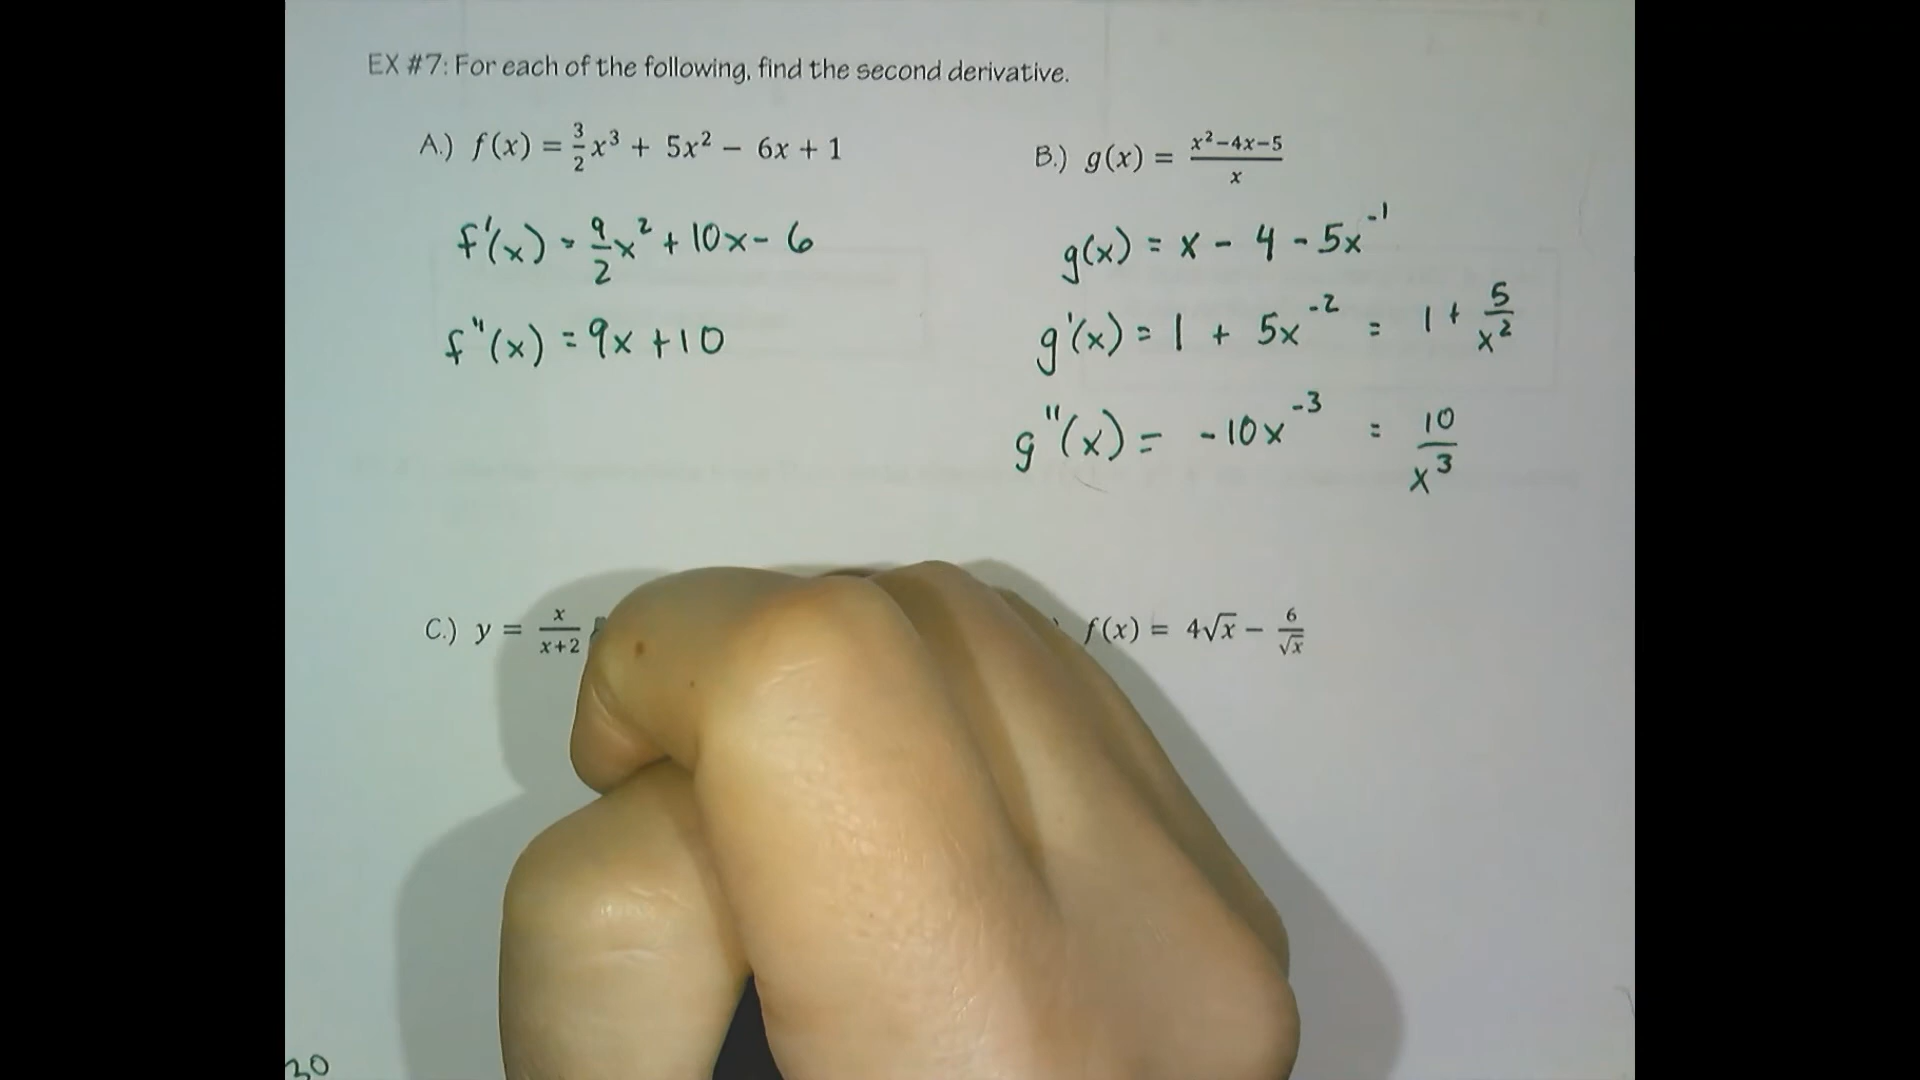 EX #7: For each of the following, find the second derivative.
A.) f(x) = 3/2 x³ + 5x² − 6x + 1
B.) g(x) = x²−4x−5 / x
f'(x) = 9/2 x² + 10x - 6
g(x) = x - 4 - 5x⁻¹
g'(x) = 1 + 5x⁻² = 1 + 5/x²
f"(x) = 9x + 10
g"(x) = -10x⁻³ = 10/x³
C.) y = x/x+2
f(x) = 4√x − 6/√x
30